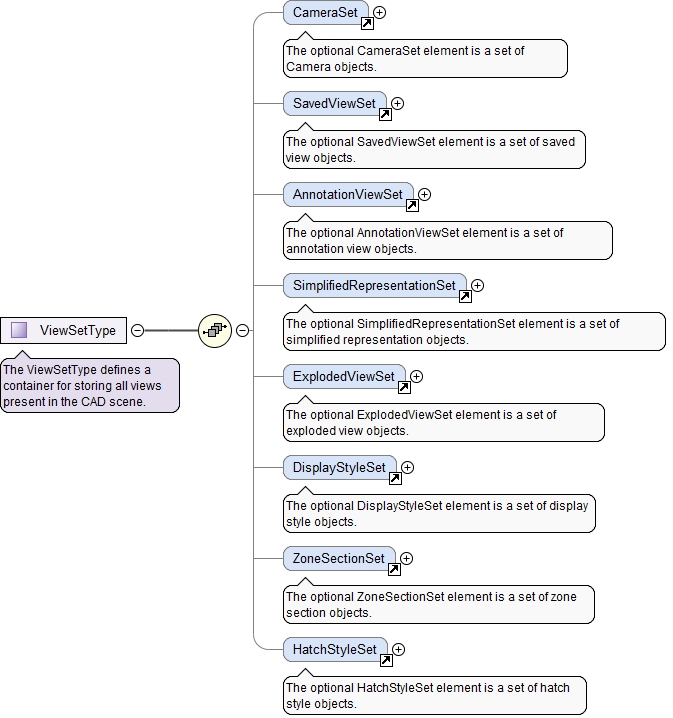 CameraSet
The optional CameraSet element is a set of
Camera objects.
SavedViewSet
The optional SavedViewSet element is a set of saved
view objects.
AnnotationViewSet
The optional AnnotationViewSet element is a set of
annotation view objects.
SimplifiedRepresentationSet
The optional SimplifiedRepresentationSet element is a set of
simplified representation objects.
ViewSetType
The ViewSetType defines a
container for storing all views
present in the CAD scene.
ExplodedViewSet
The optional ExplodedViewSet element is a set of
exploded view objects.
DisplayStyleSet
The optional DisplayStyleSet element is a set of display
style objects.
ZoneSectionSet
The optional ZoneSectionSet element is a set of zone
section objects.
HatchStyleSet
The optional HatchStyleSet element is a set of hatch
style objects.